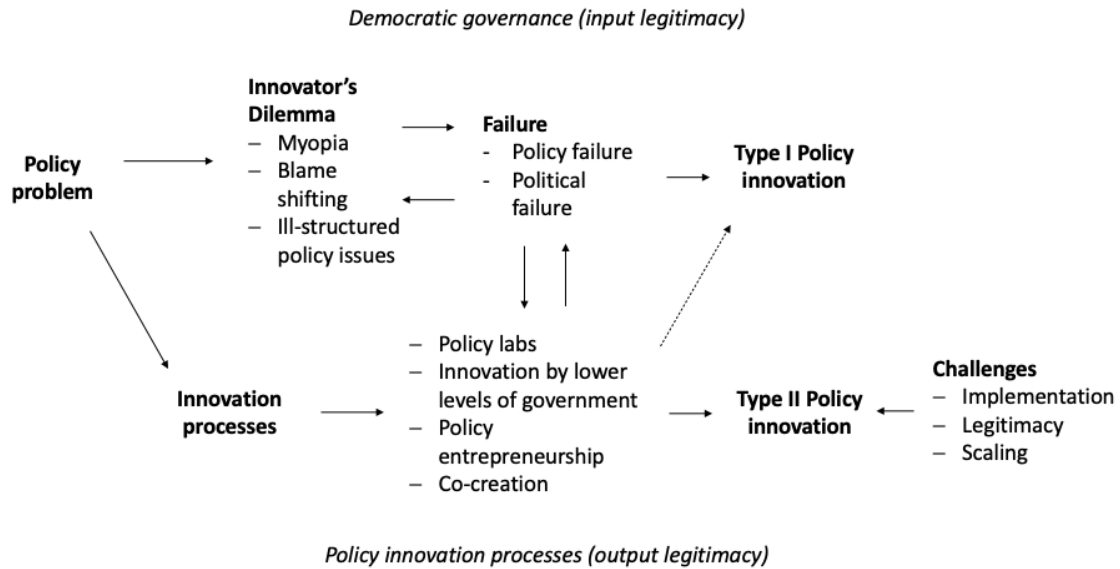 Democratic governance (input legitimacy)
Policy
problem
Innovator's
Dilemma
– Myopia
– Blame
shifting
– Ill-structured
policy issues
Failure
- Policy failure
- Political
failure
Type I Policy
innovation
Innovation
processes
– Policy labs
– Innovation by lower
levels of government
– Policy
entrepreneurship
– Co-creation
Type II Policy
innovation
Challenges
– Implementation
– Legitimacy
– Scaling
Policy innovation processes (output legitimacy)